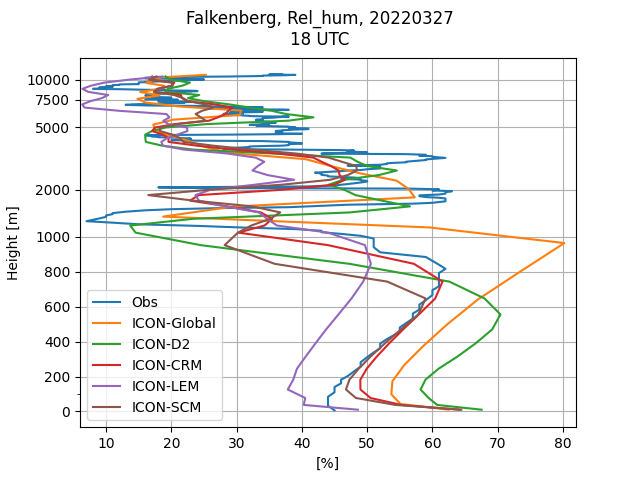 Falkenberg, Rel_hum, 20220327
18 UTC
10000
7500
5000
2000
1000
800
600
400
200
0
Height [m]
Obs
ICON-Global
ICON-D2
ICON-CRM
ICON-LEM
ICON-SCM
10 20 30 40 50 60 70 80
[%]